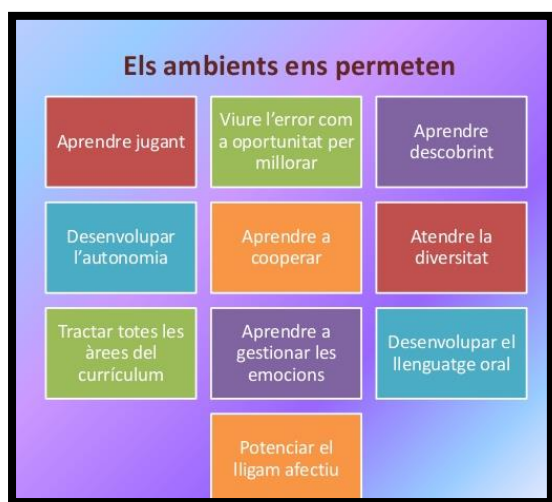 Els ambients ens permeten
Aprendre jugant
Viure l'error com
a oportunitat per
millorar
Aprendre
descobrint
Desenvolupar
l'autonomia
Aprendre a
cooperar
Atendre la
diversitat
Tractar totes les
àrees del
currículum
Aprendre a
gestionar les
emocions
Desenvolupar el
llenguatge oral
Potenciar el
lligam afectiu